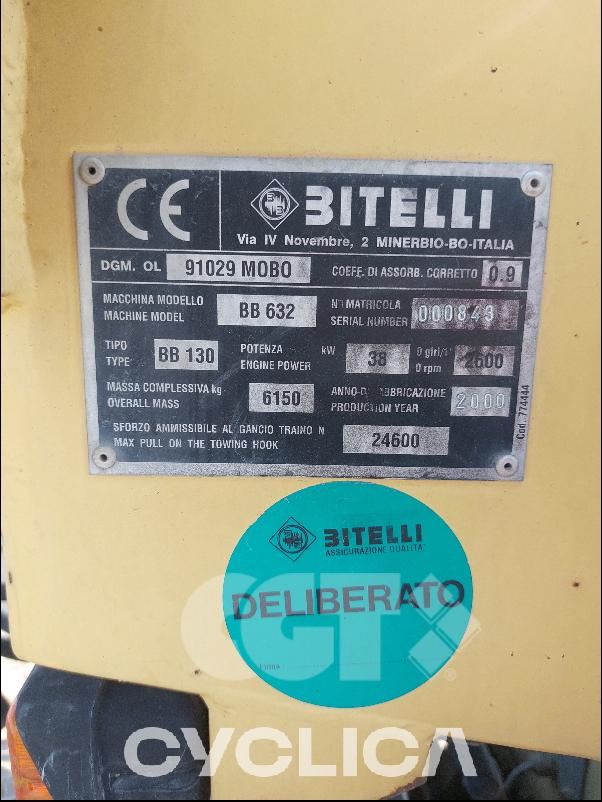 CE
BITELLI
Via IV Novembre, 2 MINERBIO-BO-ITALIA
DGM. OL 91029 MOBO COEFF. DI ASSORB. CORRETTO 0.9
MACCHINA MODELLO
MACHINE MODEL BB 632 N° MATRICOLA
SERIAL NUMBER 000843
TIPO
TYPE BB 130 POTENZA
ENGINE POWER kW 38 @ giri/1'
@ rpm 2600
MASSA COMPLESSIVA kg.
OVERALL MASS 6150 ANNO
PRODUCTION YEAR 2000
SFORZO AMMISSIBILE AL GANCIO TRAINO N
MAX PULL ON THE TOWING HOOK 24600
Cod. 774444
BITELLI
ASSICURAZIONE QUALITA'
DELIBERATO
Firma
CGT
CYCLICA